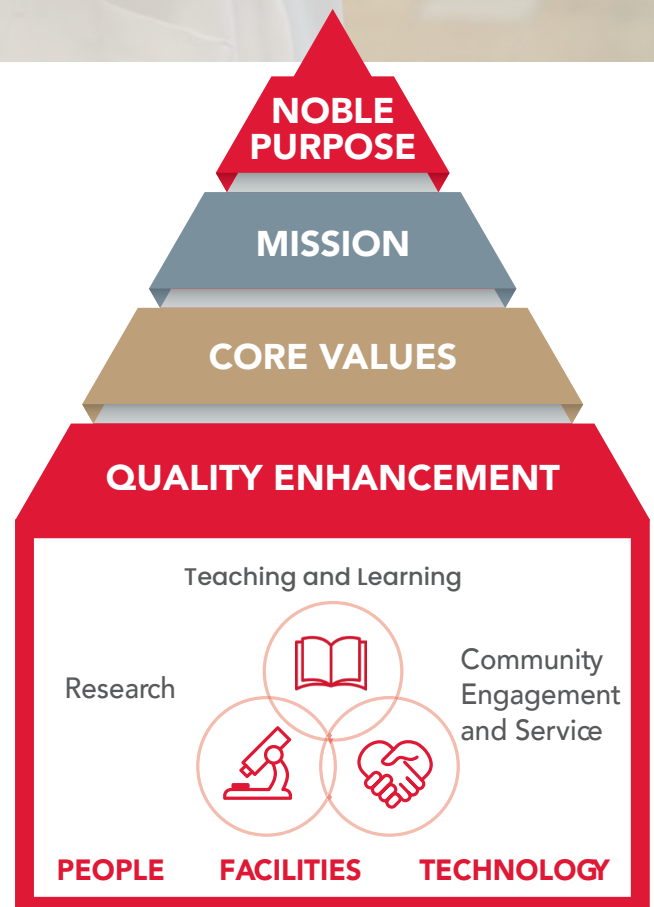 NOBLE
PURPOSE
MISSION
CORE VALUES
QUALITY ENHANCEMENT
Teaching and Learning
Research
Community
Engagement
and Service
PEOPLE FACILITIES TECHNOLOGY